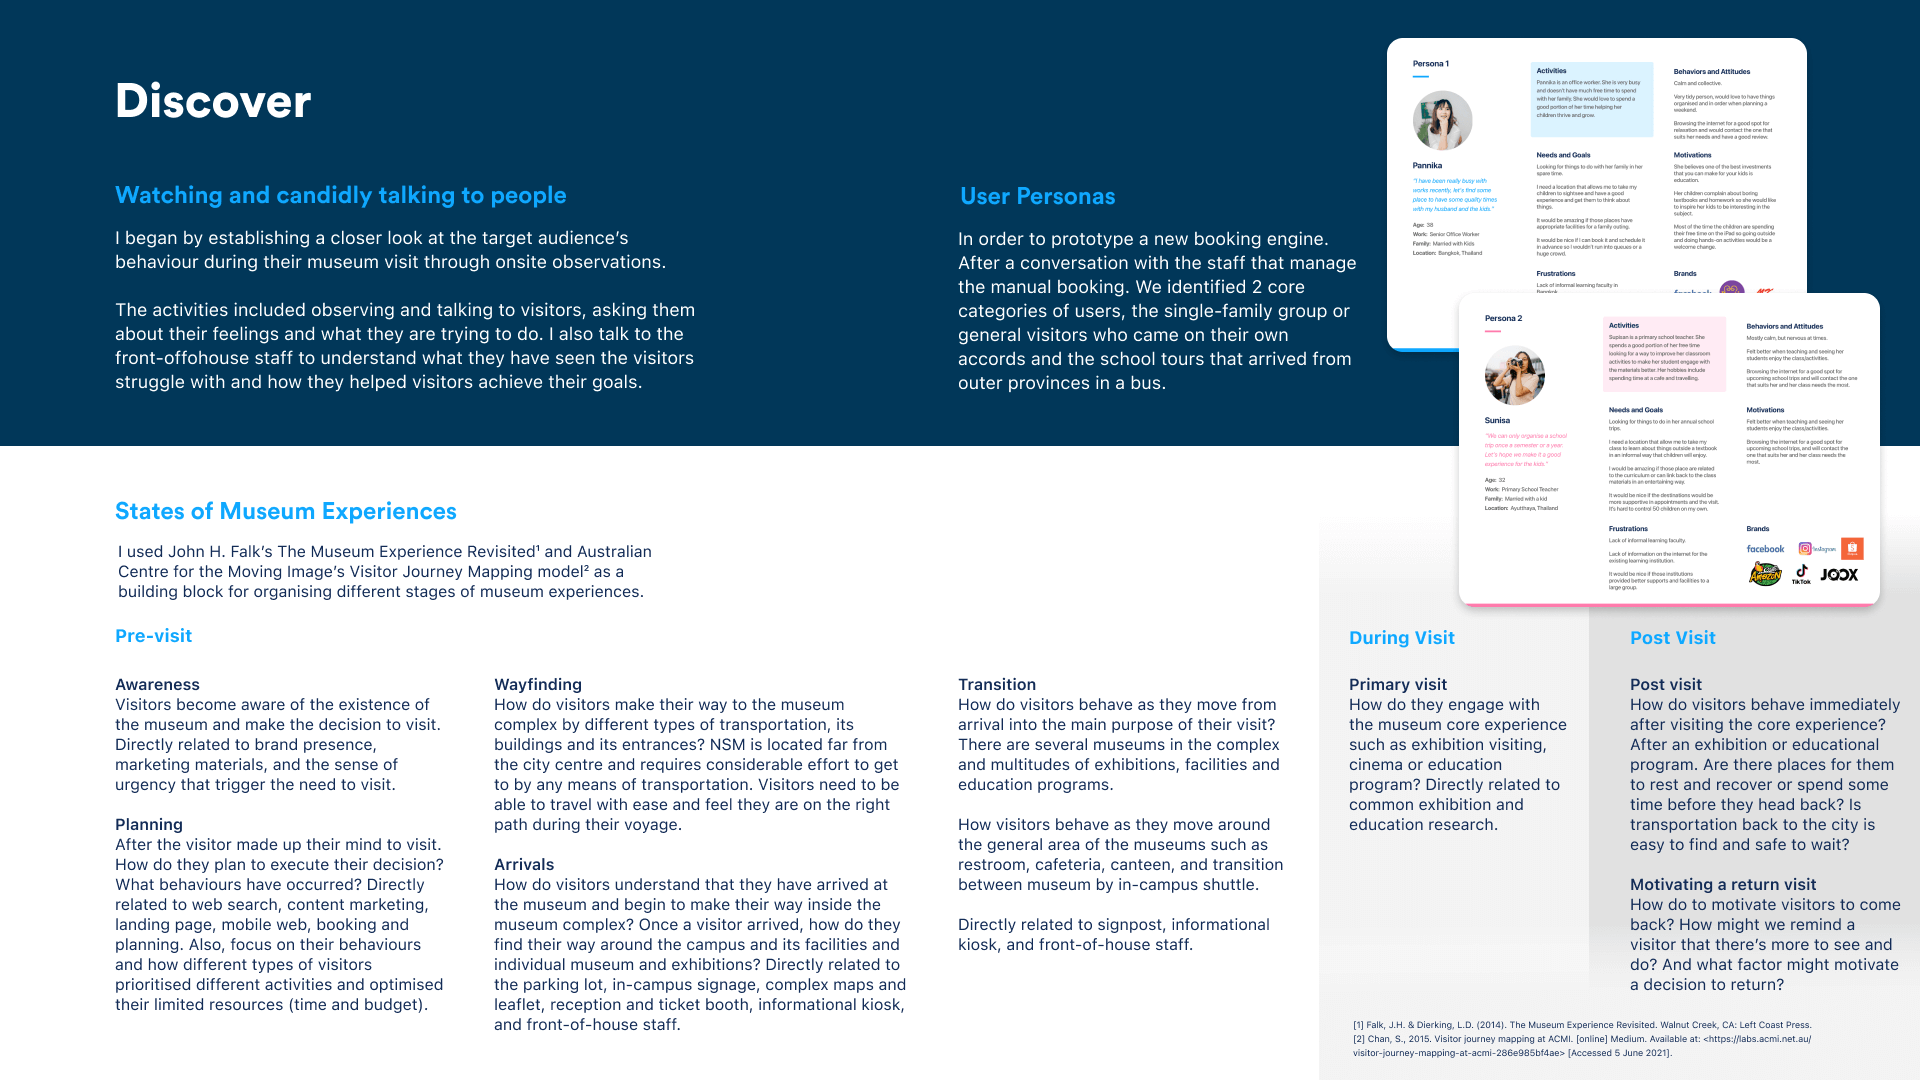 Discover
Watching and candidly talking to people
I began by establishing a closer look at the target audience's
behaviour during their museum visit through onsite observations.
The activities included observing and talking to visitors, asking them
about their feelings and what they are trying to do. I also talk to the
front-offohouse staff to understand what they have seen the visitors
struggle with and how they helped visitors achieve their goals.
User Personas
In order to prototype a new booking engine.
After a conversation with the staff that manage
the manual booking. We identified 2 core
categories of users, the single-family group or
general visitors who came on their own
accords and the school tours that arrived from
outer provinces in a bus.
Persona 1
Pannika
"I have been really busy with
works recently, let's find some
place to have some quality times
with my husband and the kids."
Age: 38
Work: Senior Office Worker
Family: Married with Kids
Location: Bangkok, Thailand
Activities
Pannika is an office worker. She is very busy
and doesn't have much free time to spend
with her family. She would love to spend a
good portion of her time helping her
children thrive and grow.
Needs and Goals
Looking for things to do with her family in her
spare time.
I need a location that allows me to take my
children to sightsee and have a good
experience and get them to think about
things.
It would be amazing if those places have
appropriate facilities for a family outing.
It would be nice if I can book it and schedule it
in advance so I wouldn't run into queues or a
huge crowd.
Frustrations
Lack of informal learning faculty in
Bangkok
Behaviors and Attitudes
Calm and collective.
Very tidy person, would love to have things
organised and in order when planning a
weekend.
Browsing the internet for a good spot for
relaxation and would contact the one that
suits her needs and have a good review.
Motivations
She believes one of the best investments
that you can make for your kids is
education.
Her children complain about boring
textbooks and homework so she would like
to inspire her kids to be interesting in the
subject.
Most of the time the children are spending
their free time on the iPad so going outside
and doing hands-on activities would be a
welcome change.
Brands
facebook
Persona 2
Sunisa
"We can only organise a school
trip once a semester or a year.
Let's hope we make it a good
experience for the kids."
Age: 32
Work: Primary School Teacher
Family: Married with a kid
Location: Ayutthaya, Thailand
Activities
Supisan is a primary school teacher. She
spends a good portion of her free time
looking for a way to improve her classroom
activities to make her student engage with
the materials better. Her hobbies include
spending time at a cafe and travelling.
Needs and Goals
Looking for things to do in her annual school
trips.
I need a location that allow me to take my
class to learn about things outside a textbook
in an informal way that children will enjoy.
I would be amazing if those place are related
to the curriculum or can link back to the class
materials in an entertaining way.
It would be nice if the destinations would be
more supportive in appointments and the visit.
It's hard to control 50 children on my own.
Frustrations
Lack of informal learning faculty.
Lack of information on the internet for the
existing learning institution.
It would be nice if those institutions
provided better supports and facilities to a
large group.
Behaviors and Attitudes
Mostly calm, but nervous at times.
Felt better when teaching and seeing her
students enjoy the class/activities.
Browsing the internet for a good spot for
upcoming school trips and will contact the one
that suits her and her class needs the most.
Motivations
Felt better when teaching and seeing her
students enjoy the class/activities.
Browsing the internet for a good spot for
upcoming school trips, and will contact the
one that suits her and her class needs the
most.
Brands
facebook
Instagram
Amazon
TikTok
JOOX
States of Museum Experiences
I used John H. Falk's The Museum Experience Revisited¹ and Australian
Centre for the Moving Image's Visitor Journey Mapping model² as a
building block for organising different stages of museum experiences.
Pre-visit
Awareness
Visitors become aware of the existence of
the museum and make the decision to visit.
Directly related to brand presence,
marketing materials, and the sense of
urgency that trigger the need to visit.
Planning
After the visitor made up their mind to visit.
How do they plan to execute their decision?
What behaviours have occurred? Directly
related to web search, content marketing,
landing page, mobile web, booking and
planning. Also, focus on their behaviours
and how different types of visitors
prioritised different activities and optimised
their limited resources (time and budget).
Wayfinding
How do visitors make their way to the museum
complex by different types of transportation, its
buildings and its entrances? NSM is located far from
the city centre and requires considerable effort to get
to by any means of transportation. Visitors need to be
able to travel with ease and feel they are on the right
path during their voyage.
Arrivals
How do visitors understand that they have arrived at
the museum and begin to make their way inside the
museum complex? Once a visitor arrived, how do they
find their way around the campus and its facilities and
individual museum and exhibitions? Directly related to
the parking lot, in-campus signage, complex maps and
leaflet, reception and ticket booth, informational kiosk,
and front-of-house staff.
Transition
How do visitors behave as they move from
arrival into the main purpose of their visit?
There are several museums in the complex
and multitudes of exhibitions, facilities and
education programs.
How visitors behave as they move around
the general area of the museums such as
restroom, cafeteria, canteen, and transition
between museum by in-campus shuttle.
Directly related to signpost, informational
kiosk, and front-of-house staff.
During Visit
Primary visit
How do they engage with
the museum core experience
such as exhibition visiting,
cinema or education
program? Directly related to
common exhibition and
education research.
Post Visit
Post visit
How do visitors behave immediately
after visiting the core experience?
After an exhibition or educational
program. Are there places for them
to rest and recover or spend some
time before they head back? Is
transportation back to the city is
easy to find and safe to wait?
Motivating a return visit
How do to motivate visitors to come
back? How might we remind a
visitor that there's more to see and
do? And what factor might motivate
a decision to return?
[1] Falk, J.H. & Dierking, L.D. (2014). The Museum Experience Revisited. Walnut Creek, CA: Left Coast Press.
[2] Chan, S., 2015. Visitor journey mapping at ACMI. [online] Medium. Available at: <https://labs.acmi.net.au/
visitor-journey-mapping-at-acmi-286e985bf4ae> [Accessed 5 June 2021].